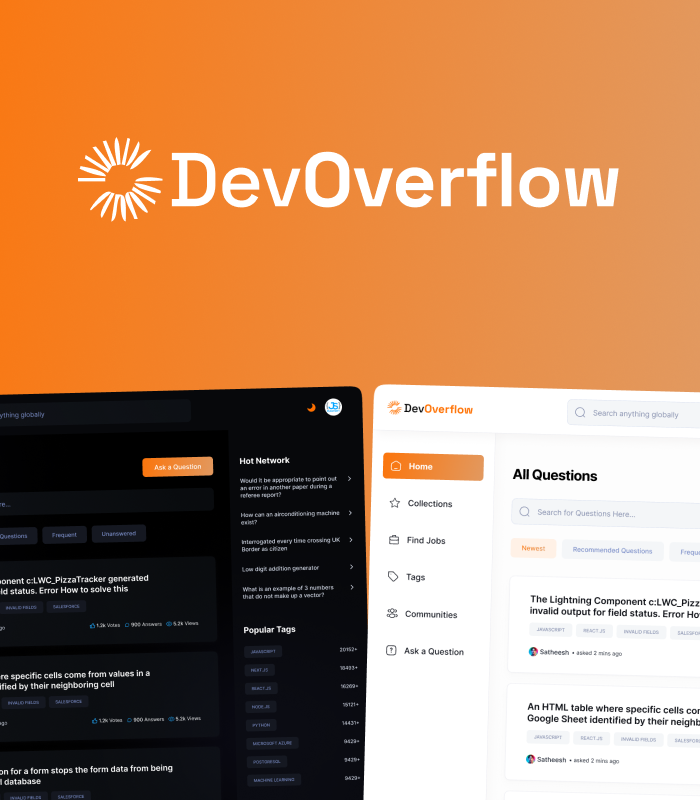 DevOverflow
ything globally
JS
Ask a Question
Questions
Frequent
Unanswered
c:LWC_PizzaTracker generated
status. Error How to solve this
INVALID FIELDS
SALESFORCE
ago
1.2k Votes
900 Answers
5.2k Views
specific cells come from values in a
by their neighboring cell
INVALID FIELDS
SALESFORCE
ago
1.2k Votes
900 Answers
5.2k Views
for a form stops the form data from being
database
INVALID FIELDS
SALESFORCE
Hot Network
Would it be appropriate to point out
an error in another paper during a
referee report?
How can an airconditioning machine
exist?
Interrogated every time crossing UK
Border as citizen
Low digit addition generator
What is an example of 3 numbers
that do not make up a vector?
Popular Tags
JAVASCRIPT 20152+
NEXT.JS 18493+
REACT.JS 16269+
NODE.JS 15121+
PYTHON 14431+
MICROSOFT AZURE 9429+
POSTGRESQL 9429+
MACHINE LEARNING 9429+
DevOverflow
Search anything globally
Home
Collections
Find Jobs
Tags
Communities
Ask a Question
All Questions
Search for Questions Here...
Newest
Recommended Questions
Frequ
The Lightning Component c:LWC_Pizz
invalid output for field status. Error Ho
JAVASCRIPT
REACT.JS
INVALID FIELDS
SALESFOR
Satheesh • asked 2 mins ago
An HTML table where specific cells co
Google Sheet identified by their neighb
JAVASCRIPT
REACT.JS
INVALID FIELDS
SALESFOR
Satheesh • asked 2 mins ago